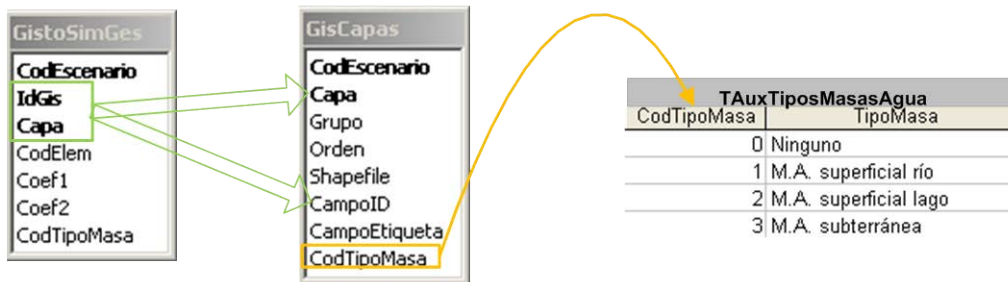 GistoSimGes
CodEscenario
IdGis
Capa
CodElem
Coef1
Coef2
CodTipoMasa
GisCapas
CodEscenario
Capa
Grupo
Orden
Shapefile
CampoID
CampoEtiqueta
CodTipoMasa
TAuxTiposMasasAgua
CodTipoMasa TipoMasa
0 Ninguno
1 M.A. superficial río
2 M.A. superficial lago
3 M.A. subterránea